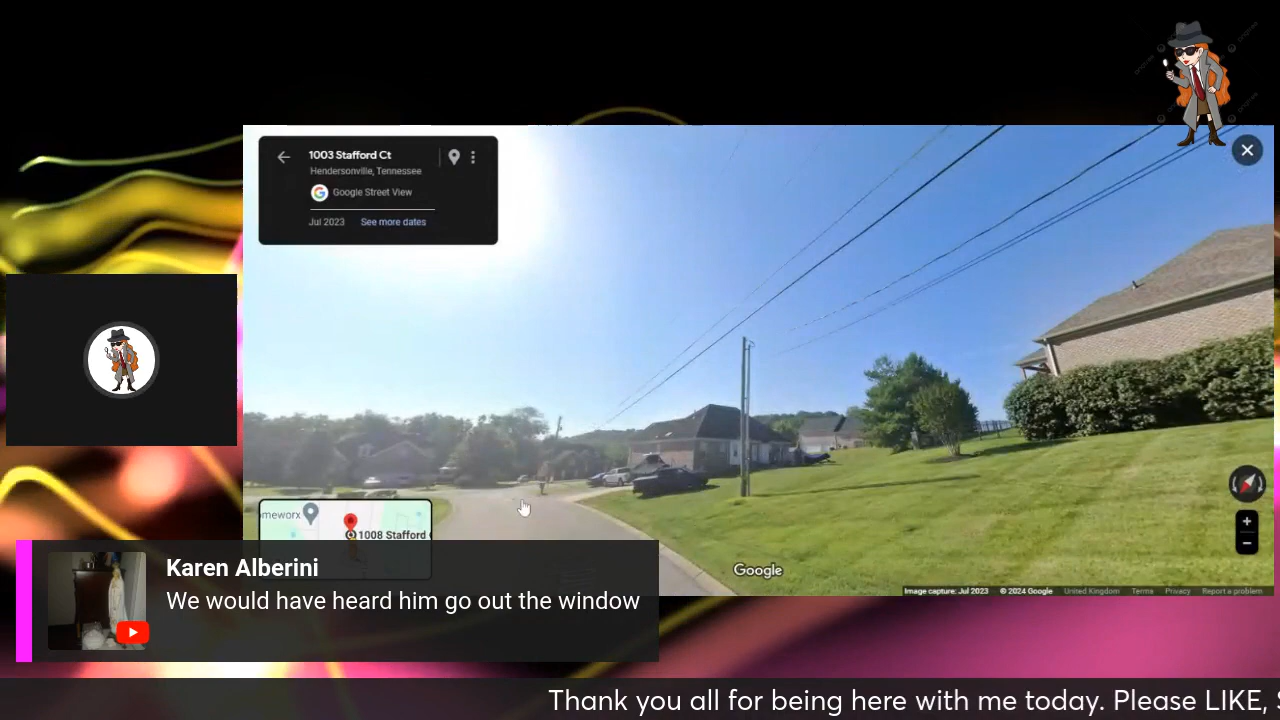 1003 Stafford Ct
Hendersonville, Tennessee
Google Street View
Jul 2023 See more dates
omeworx
1008 Stafford
Google
Image capture: Jul 2023 © 2024 Google United Kingdom Terms Privacy Report a problem
Karen Alberini
We would have heard him go out the window
Thank you all for being here with me today. Please LIKE, S